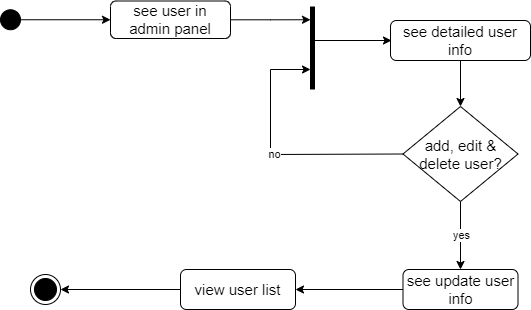 see user in
admin panel
see detailed user
info
add, edit &
delete user?
no
yes
see update user
info
view user list